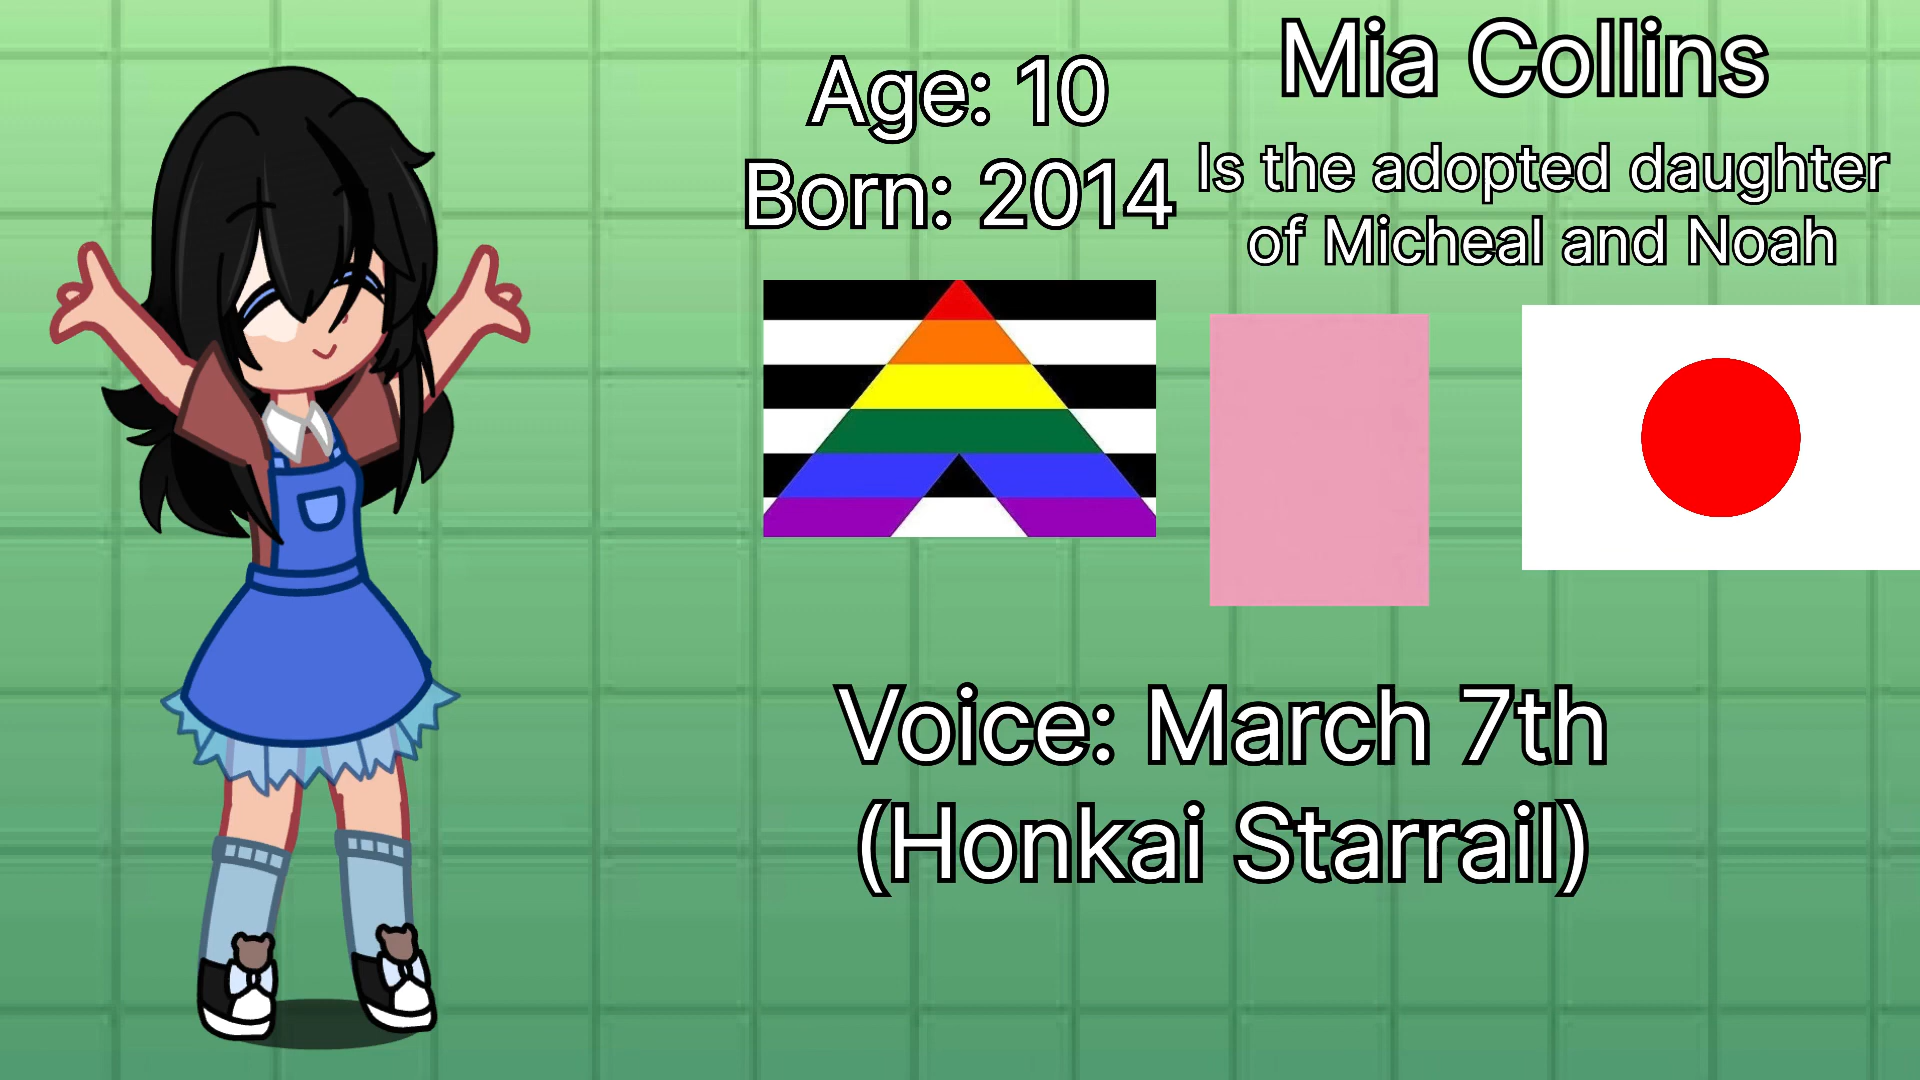 Mia Collins
Is the adopted daughter
of Micheal and Noah
Age: 10
Born: 2014
Voice: March 7th
(Honkai Starrail)